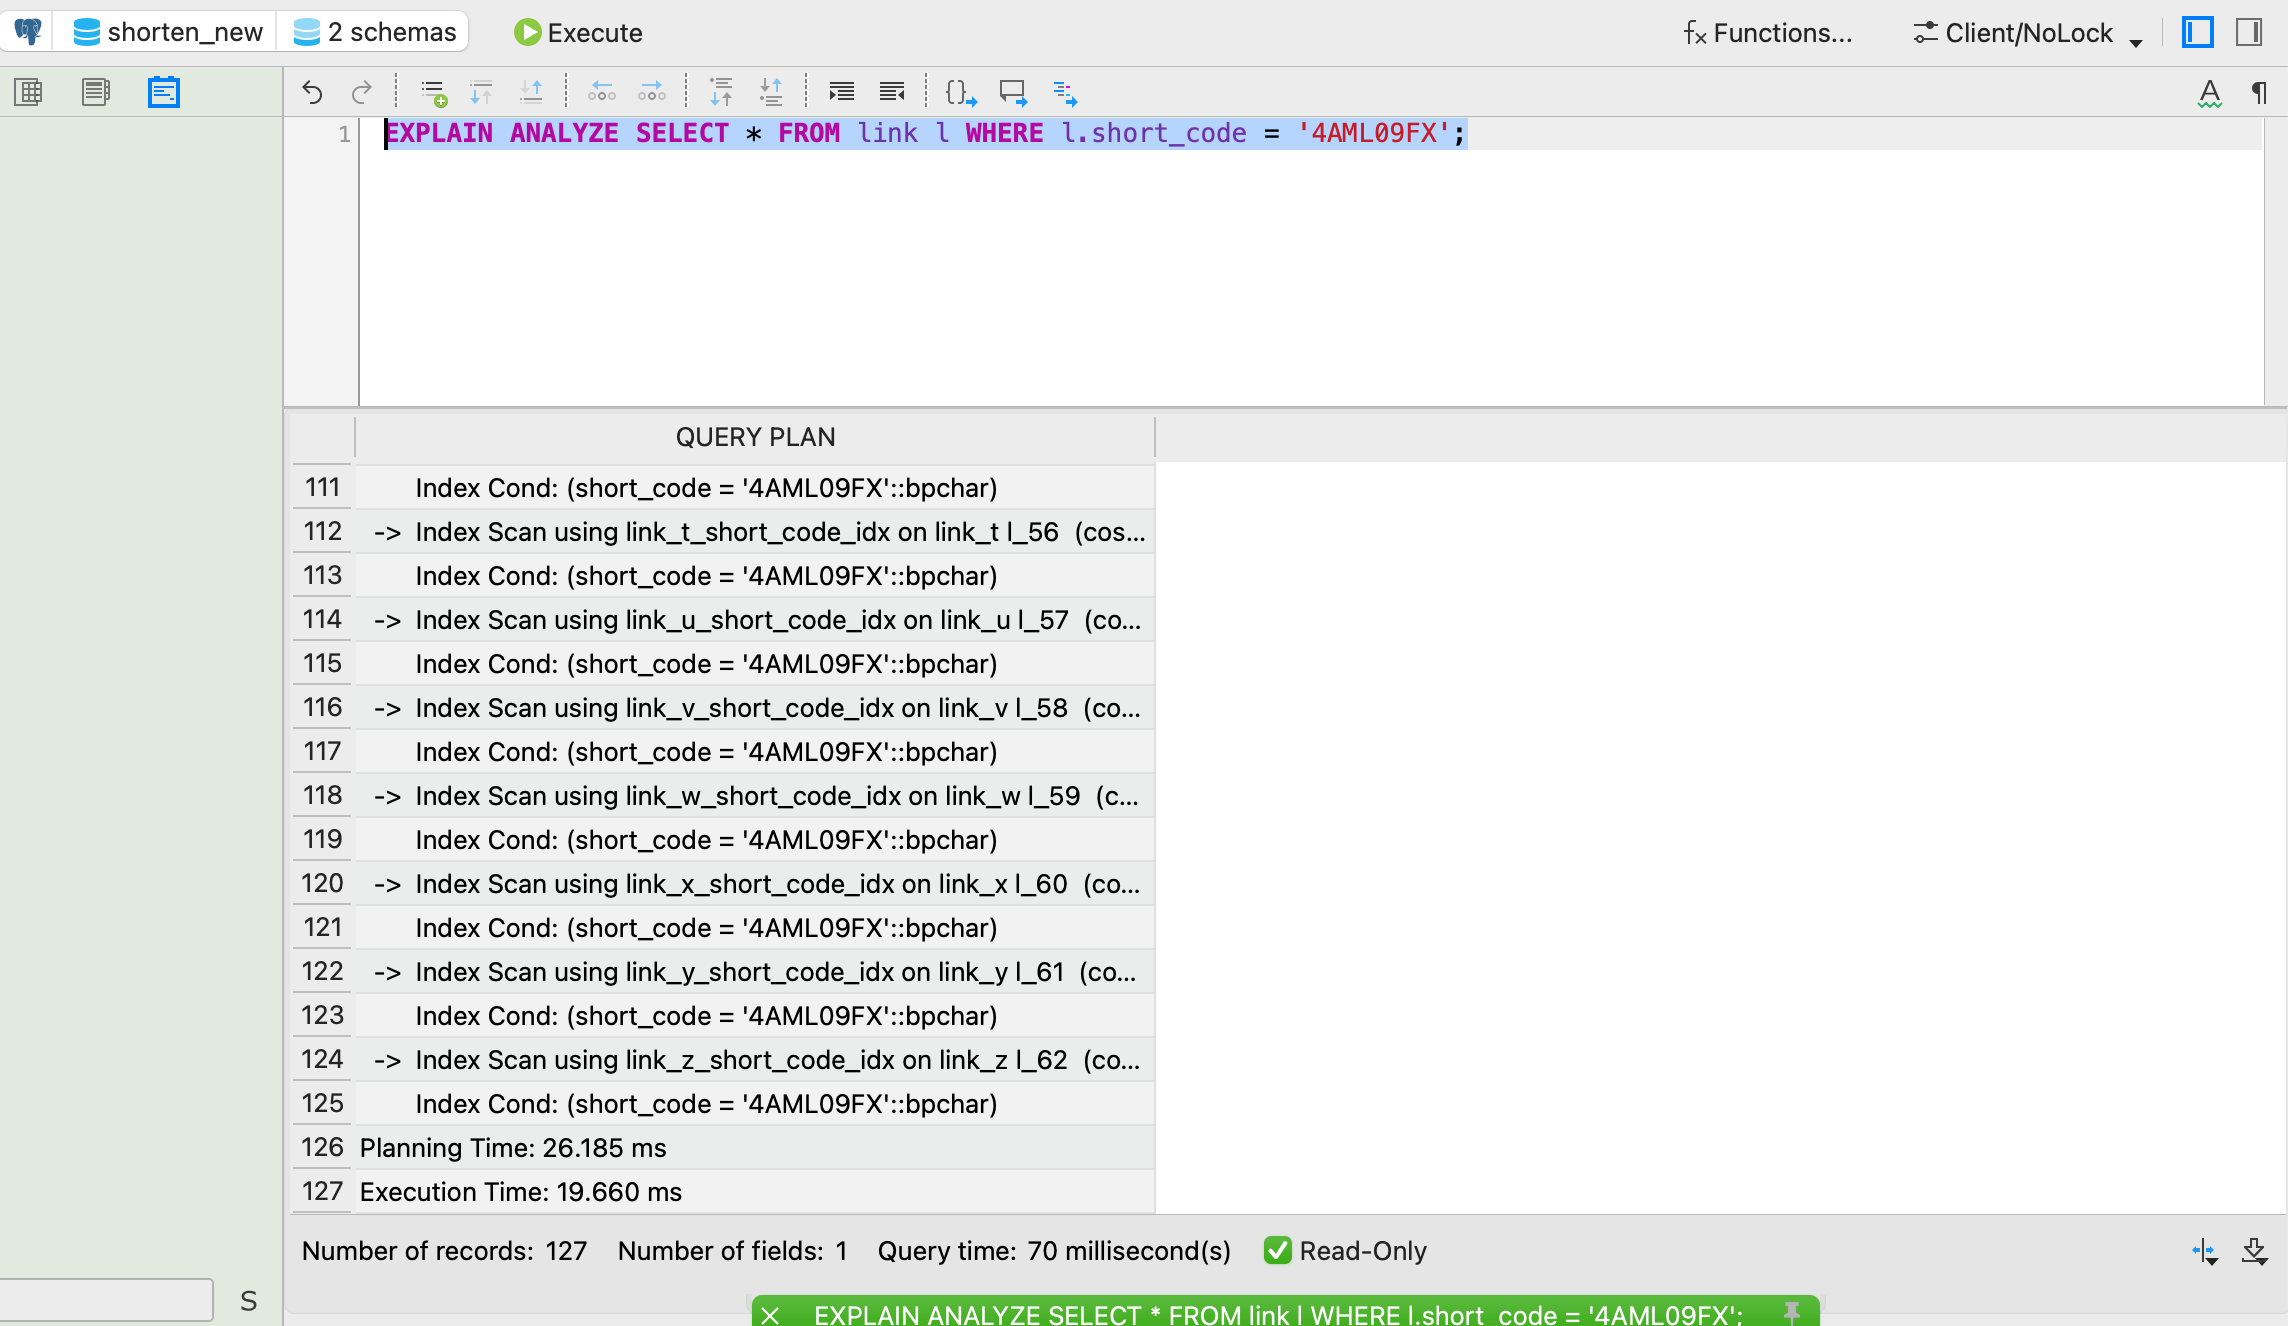 shorten_new 2 schemas Execute Functions... Client/NoLock
1 EXPLAIN ANALYZE SELECT * FROM link l WHERE l.short_code = '4AML09FX';
QUERY PLAN
111 Index Cond: (short_code = '4AML09FX'::bpchar)
112 -> Index Scan using link_t_short_code_idx on link_t l_56 (cos...
113 Index Cond: (short_code = '4AML09FX'::bpchar)
114 -> Index Scan using link_u_short_code_idx on link_u l_57 (co...
115 Index Cond: (short_code = '4AML09FX'::bpchar)
116 -> Index Scan using link_v_short_code_idx on link_v l_58 (co...
117 Index Cond: (short_code = '4AML09FX'::bpchar)
118 -> Index Scan using link_w_short_code_idx on link_w l_59 (c...
119 Index Cond: (short_code = '4AML09FX'::bpchar)
120 -> Index Scan using link_x_short_code_idx on link_x l_60 (co...
121 Index Cond: (short_code = '4AML09FX'::bpchar)
122 -> Index Scan using link_y_short_code_idx on link_y l_61 (co...
123 Index Cond: (short_code = '4AML09FX'::bpchar)
124 -> Index Scan using link_z_short_code_idx on link_z l_62 (co...
125 Index Cond: (short_code = '4AML09FX'::bpchar)
126 Planning Time: 26.185 ms
127 Execution Time: 19.660 ms
Number of records: 127 Number of fields: 1 Query time: 70 millisecond(s) Read-Only
S
EXPLAIN ANALYZE SELECT * FROM link l WHERE l.short_code = '4AML09FX';